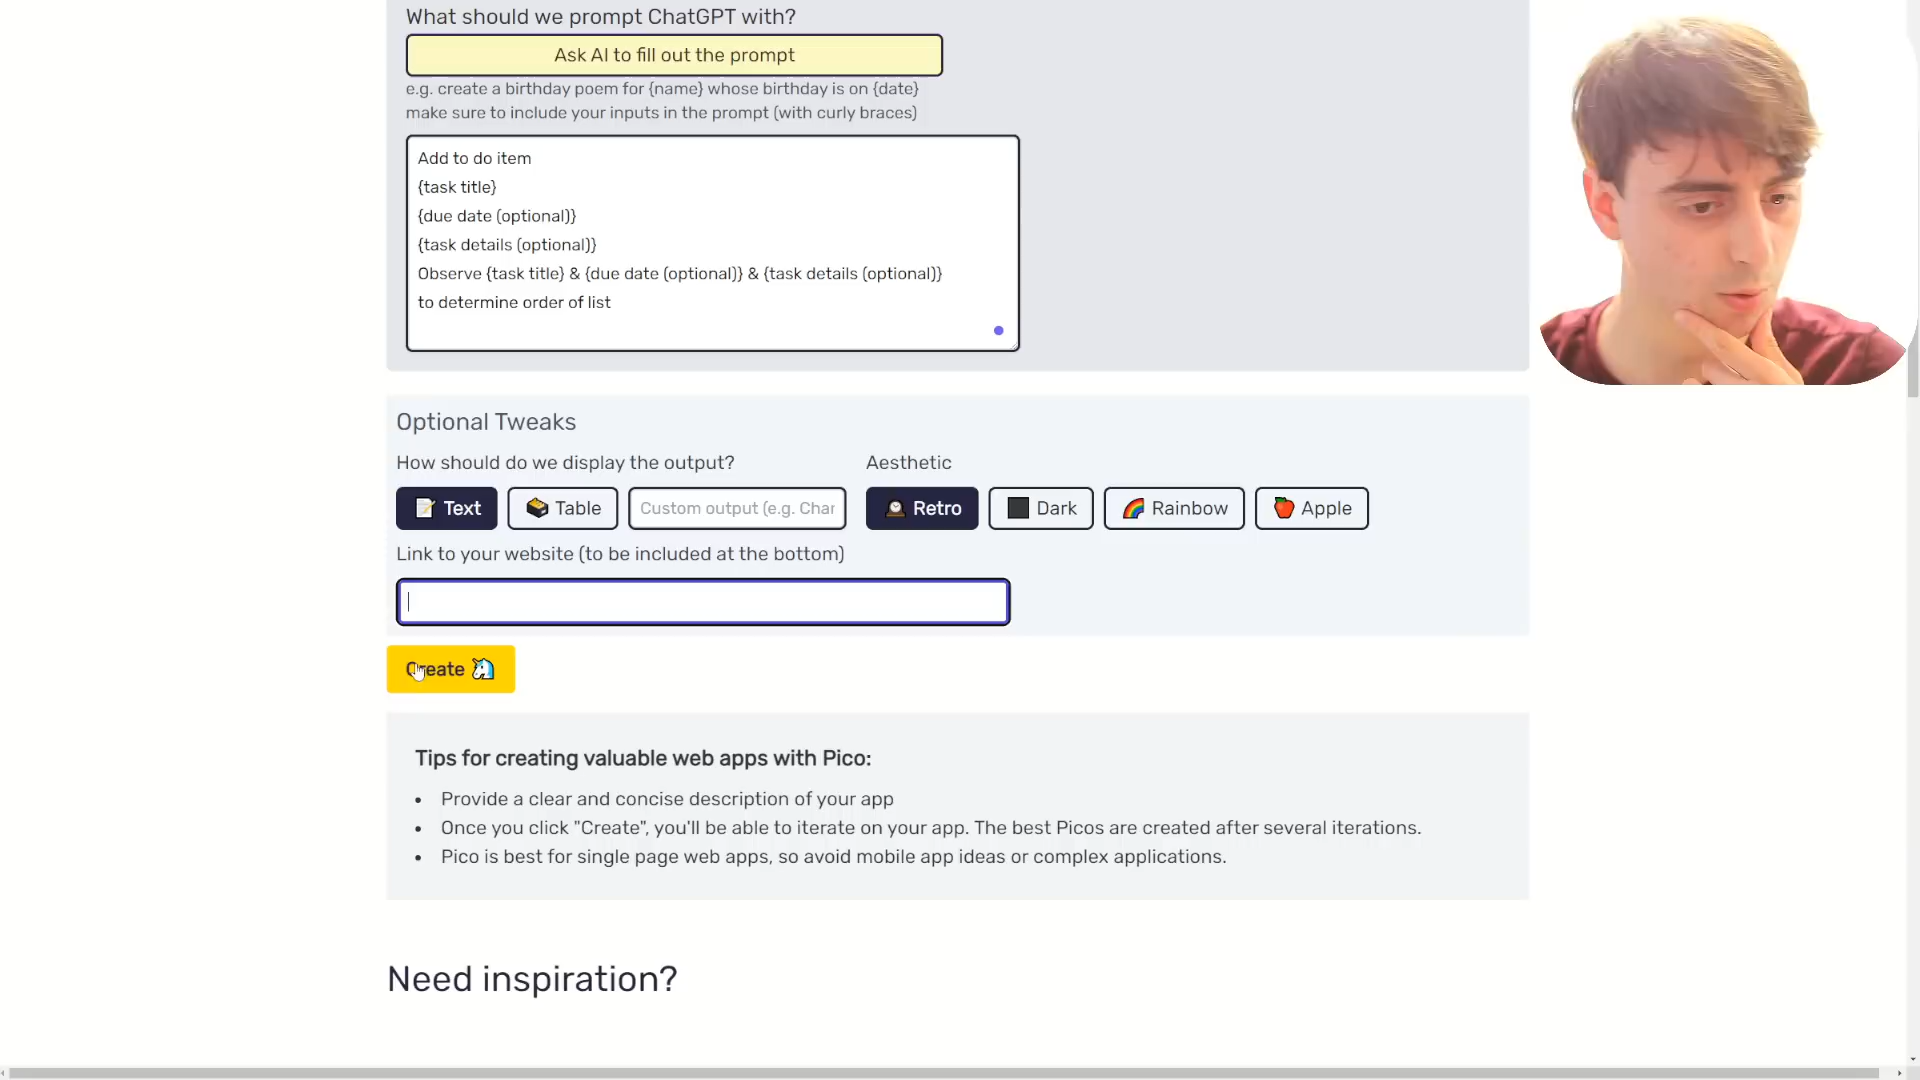 What should we prompt ChatGPT with?
Ask AI to fill out the prompt
e.g. create a birthday poem for {name} whose birthday is on {date}
make sure to include your inputs in the prompt (with curly braces)
Add to do item
{task title}
{due date (optional)}
{task details (optional)}
Observe {task title} & {due date (optional)} & {task details (optional)}
to determine order of list
Optional Tweaks
How should do we display the output?
Aesthetic
Text
Table
Custom output (e.g. Char
Retro
Dark
Rainbow
Apple
Link to your website (to be included at the bottom)
Create
Tips for creating valuable web apps with Pico:
• Provide a clear and concise description of your app
• Once you click "Create", you'll be able to iterate on your app. The best Picos are created after several iterations.
• Pico is best for single page web apps, so avoid mobile app ideas or complex applications.
Need inspiration?